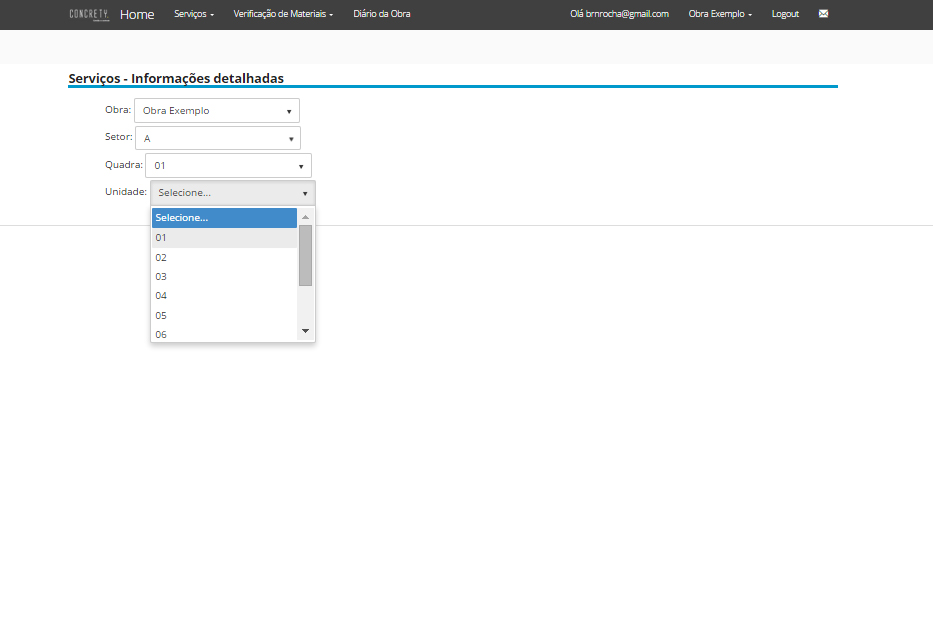 CONCRETY Home Serviços Verificação de Materiais Diário da Obra Olá brnrocha@gmail.com Obra Exemplo Logout
Serviços - Informações detalhadas
Obra: Obra Exemplo
Setor: A
Quadra: 01
Unidade: Selecione...
Selecione...
01
02
03
04
05
06